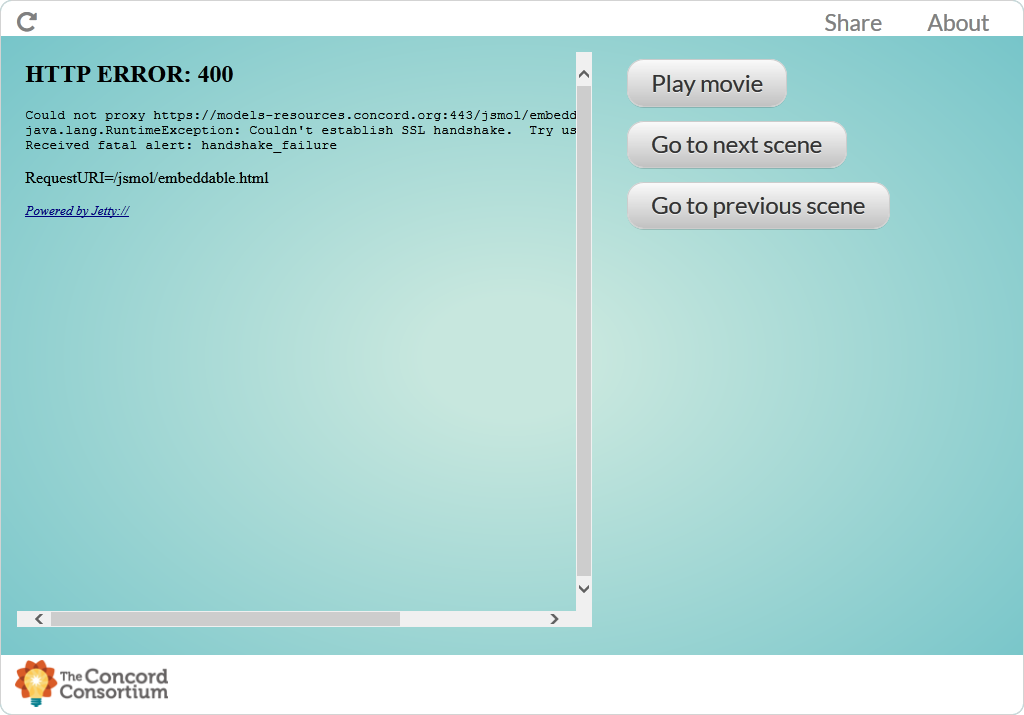 Share About
HTTP ERROR: 400
Could not proxy https://models-resources.concord.org:443/jsmol/embedd
java.lang.RuntimeException: Couldn't establish SSL handshake.  Try us
Received fatal alert: handshake_failure
RequestURI=/jsmol/embeddable.html
Powered by Jetty://
Play movie
Go to next scene
Go to previous scene
The Concord
Consortium